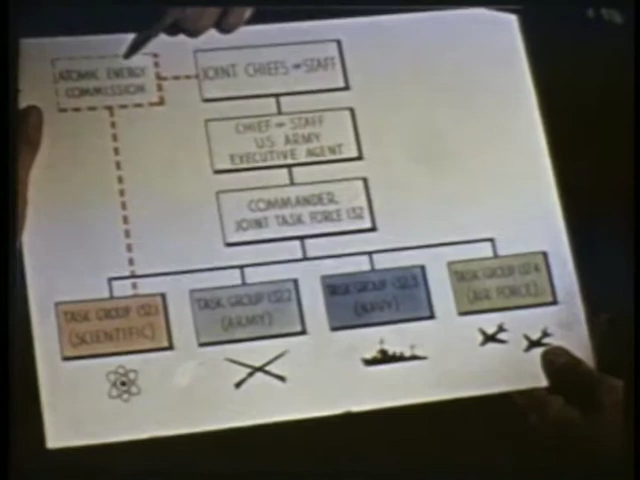 ATOMIC ENERGY
COMMISSION
JOINT CHIEFS OF STAFF
CHIEF OF STAFF
U.S. ARMY
EXECUTIVE AGENT
COMMANDER
JOINT TASK FORCE 132
TASK GROUP 132.1
(SCIENTIFIC)
TASK GROUP 132.2
(ARMY)
TASK GROUP 132.3
(NAVY)
TASK GROUP 132.4
(AIR FORCE)